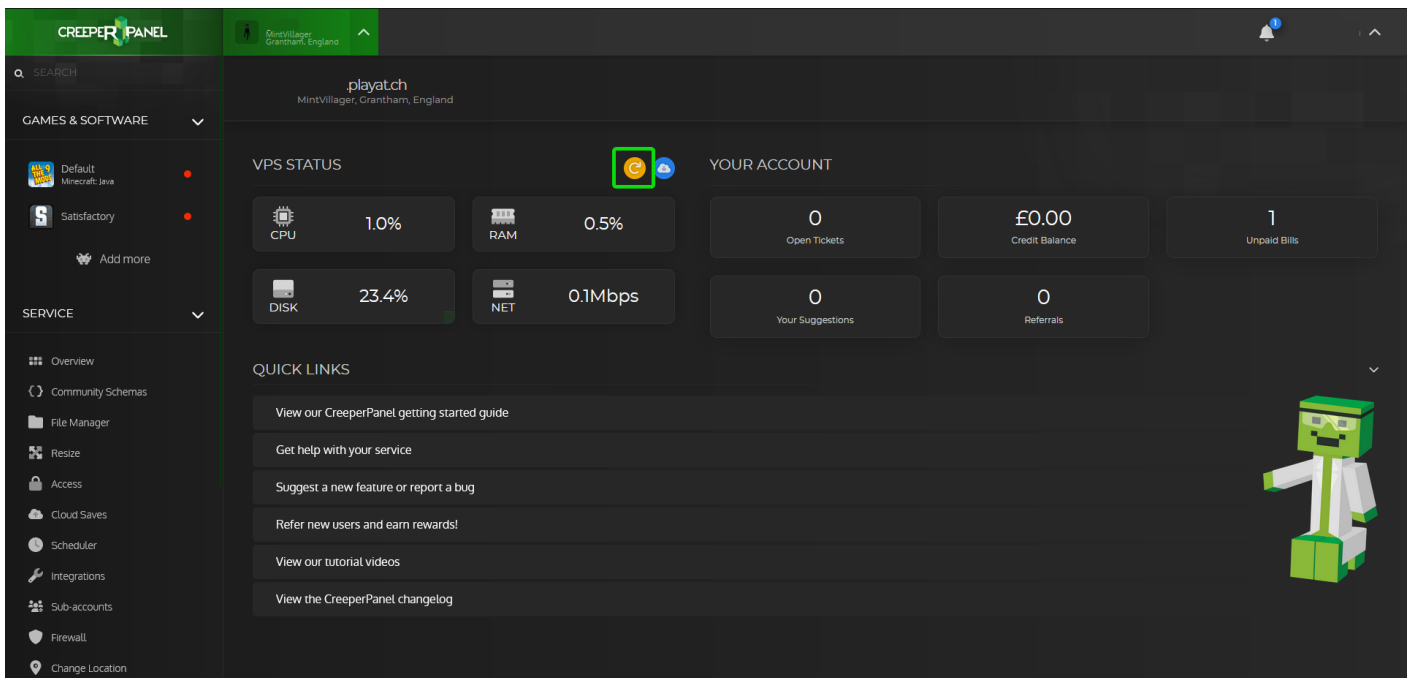 CREEPER PANEL
MintVillager
Grantham, England
1
SEARCH
.playat.ch
MintVillager, Grantham, England
GAMES & SOFTWARE
Default
Minecraft: Java
Satisfactory
Add more
SERVICE
Overview
Community Schemas
File Manager
Resize
Access
Cloud Saves
Scheduler
Integrations
Sub-accounts
Firewall
Change Location
VPS STATUS
CPU
1.0%
RAM
0.5%
DISK
23.4%
NET
0.1Mbps
YOUR ACCOUNT
0
Open Tickets
£0.00
Credit Balance
1
Unpaid Bills
0
Your Suggestions
0
Referrals
QUICK LINKS
View our CreeperPanel getting started guide
Get help with your service
Suggest a new feature or report a bug
Refer new users and earn rewards!
View our tutorial videos
View the CreeperPanel changelog